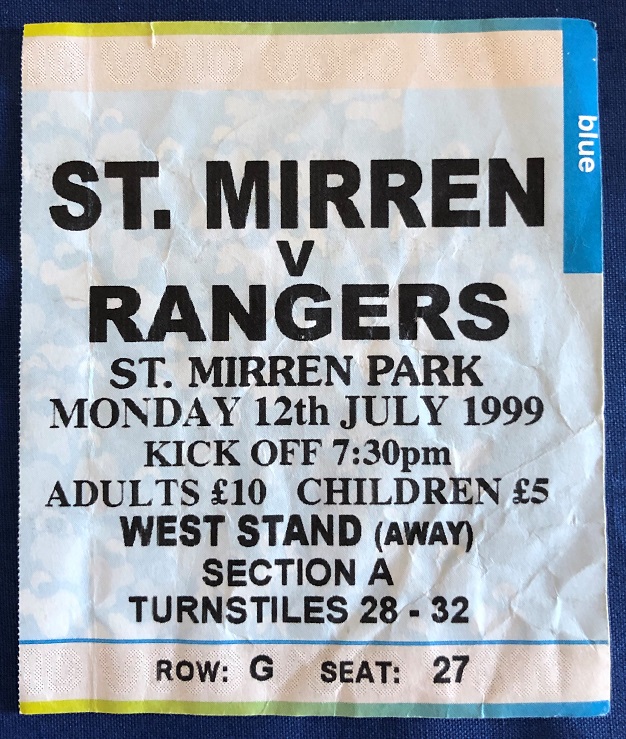 blue
ST. MIRREN
V
RANGERS
ST. MIRREN PARK
MONDAY 12th JULY 1999
KICK OFF 7:30pm
ADULTS £10 CHILDREN £5
WEST STAND (AWAY)
SECTION A
TURNSTILES 28 - 32
ROW: G SEAT: 27